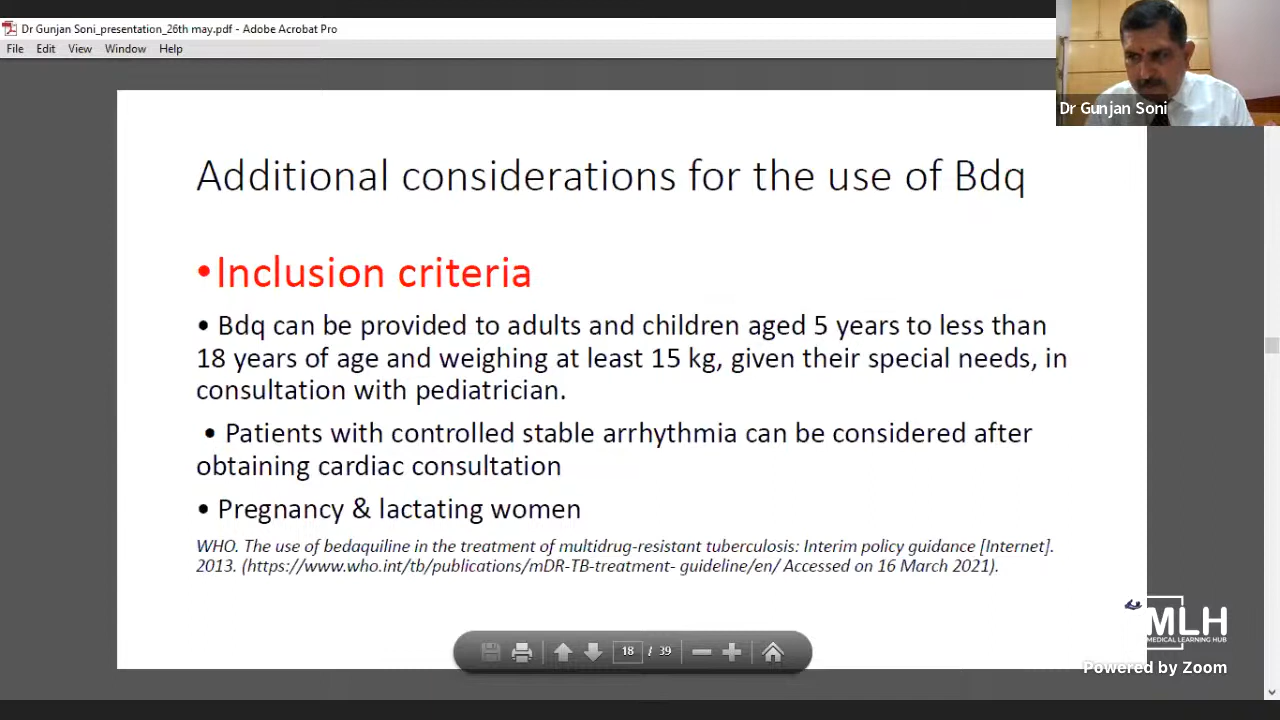 Dr Gunjan Soni_presentation_26th may.pdf - Adobe Acrobat Pro
File Edit View Window Help
Dr Gunjan Soni
Additional considerations for the use of Bdq
•Inclusion criteria
• Bdq can be provided to adults and children aged 5 years to less than
18 years of age and weighing at least 15 kg, given their special needs, in
consultation with pediatrician.
• Patients with controlled stable arrhythmia can be considered after
obtaining cardiac consultation
• Pregnancy & lactating women
WHO. The use of bedaquiline in the treatment of multidrug-resistant tuberculosis: Interim policy guidance [Internet].
2013. (https://www.who.int/tb/publications/mDR-TB-treatment- guideline/en/ Accessed on 16 March 2021).
MLH
MEDICAL LEARNING HUB
18 / 39
Powered by Zoom